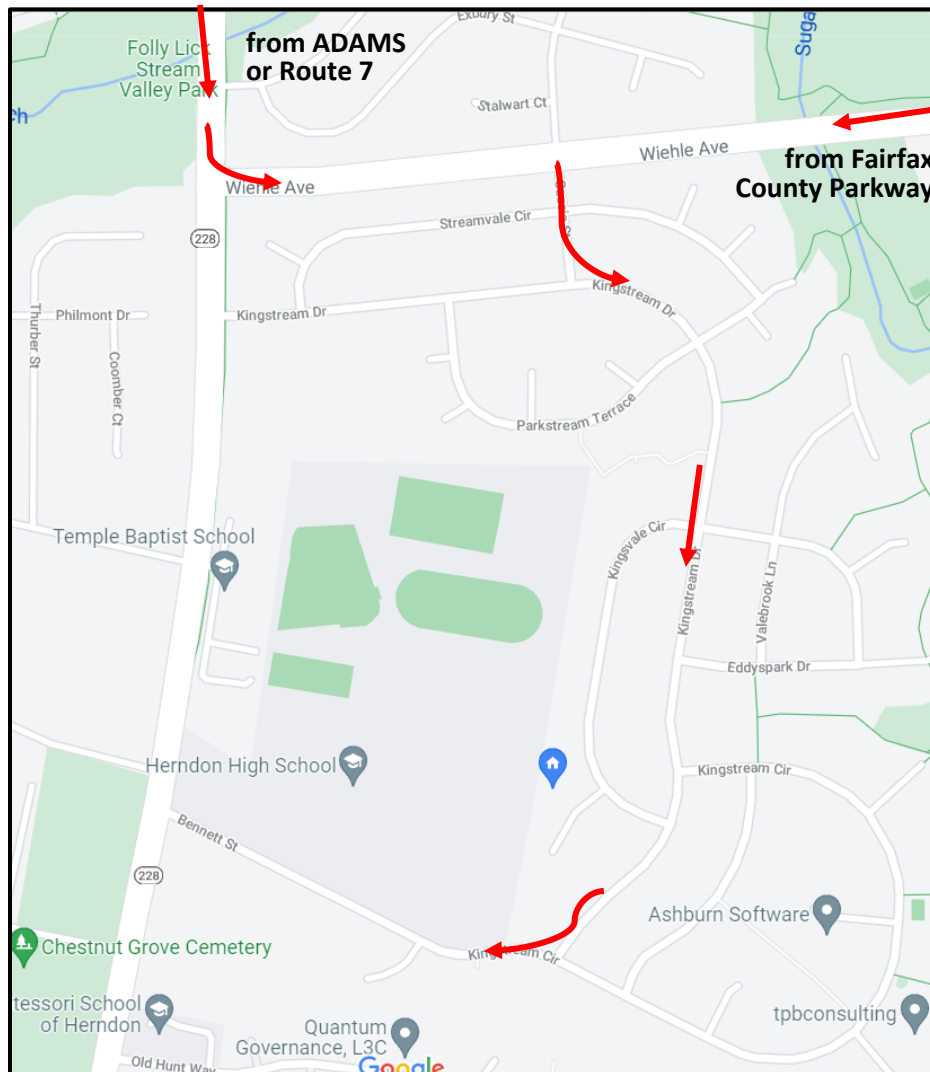 Exbury St
from ADAMS
or Route 7
Folly Lick
Stream
Valley Park
Suga
Stalwart Ct
ch
Wiehle Ave
from Fairfax
County Parkway
Wiehle Ave
Streamvale Cir
228
Kingstream Dr
Kingstream Dr
Philmont Dr
Thurber St
Coomber Ct
Parkstream Terrace
Temple Baptist School
Kingsvale Cir
Kingstream Dr
Valebrook Ln
Eddyspark Dr
Herndon High School
Kingstream Cir
Bennett St
228
Ashburn Software
Chestnut Grove Cemetery
Kingstream Cir
tessori School
of Herndon
Quantum
Governance, L3C
tpbconsulting
Old Hunt Way
Google